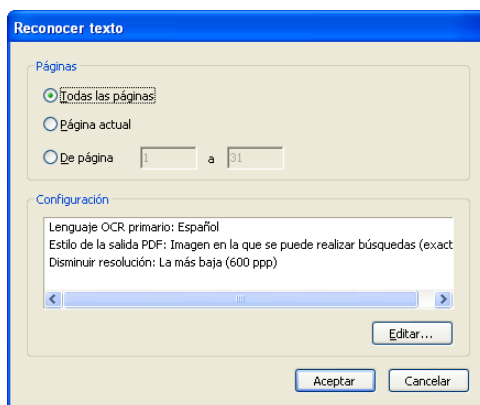 Reconocer texto
Páginas
Todas las páginas
Página actual
De página 1 a 31
Configuración
Lenguaje OCR primario: Español
Estilo de la salida PDF: Imagen en la que se puede realizar búsquedas (exact
Disminuir resolución: La más baja (600 ppp)
Editar...
Aceptar Cancelar